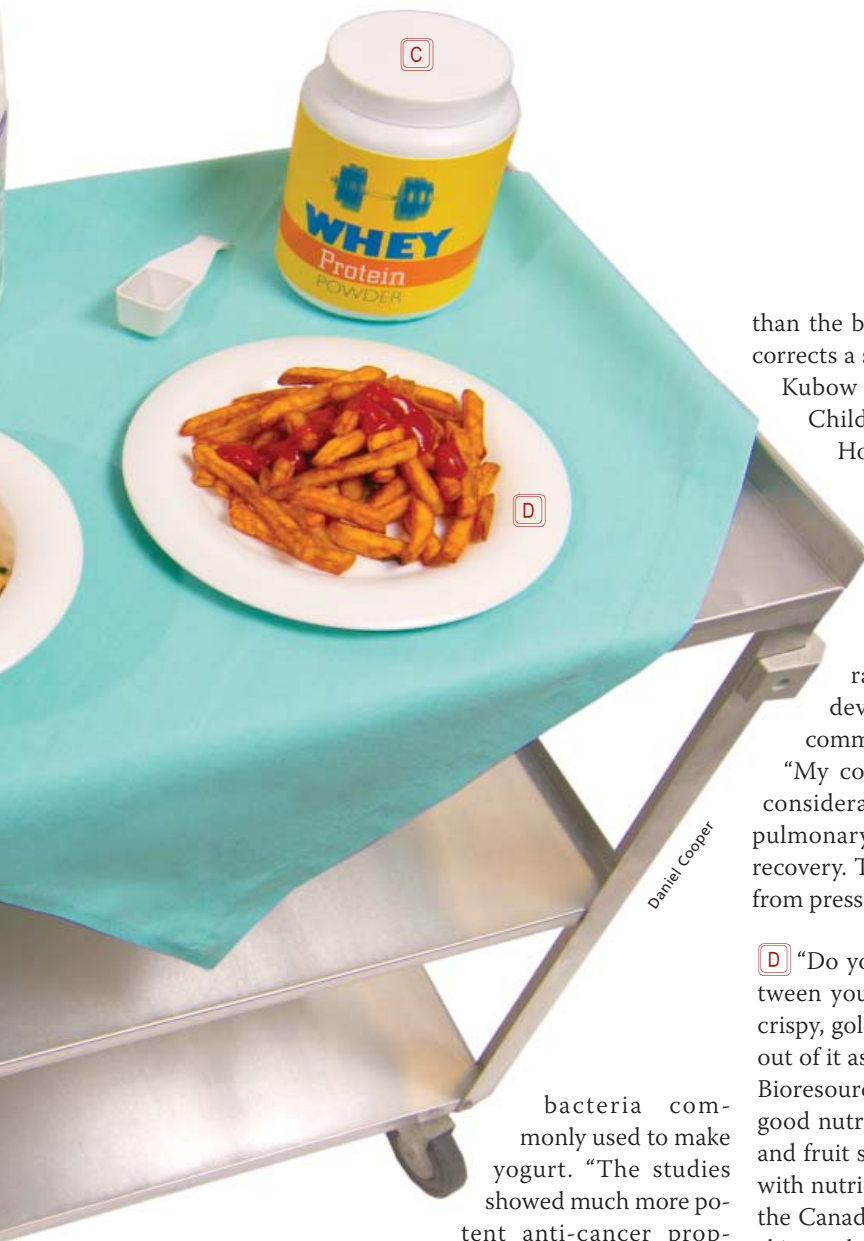 C
WHEY
Protein
POWDER
D
Daniel Cooper
bacteria com-
monly used to make
yogurt. “The studies
showed much more po-
tent anti-cancer prop-
than the b
corrects a s
Kubow
Child
Ho
ra
dev
comm
“My co
considera
pulmonary
recovery. T
from press
D “Do yo
tween you
crispy, gol
out of it as
Bioresourc
good nutr
and fruit s
with nutrie
the Canad